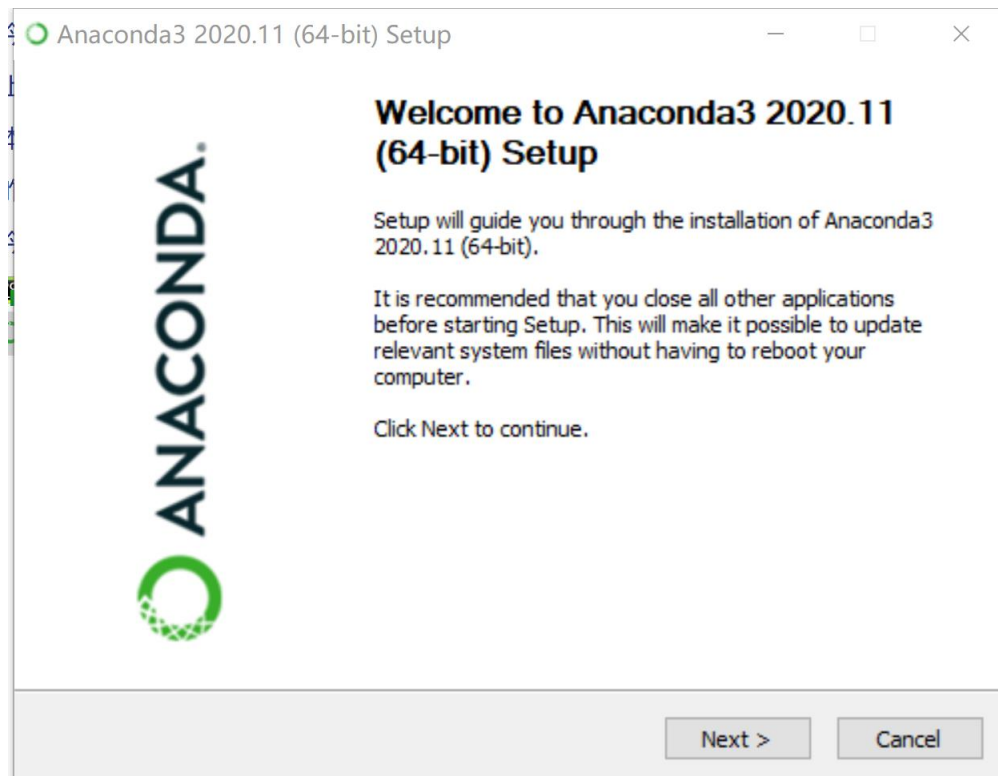 Anaconda3 2020.11 (64-bit) Setup
Welcome to Anaconda3 2020.11
(64-bit) Setup
ANACONDA.
Setup will guide you through the installation of Anaconda3
2020.11 (64-bit).
It is recommended that you close all other applications
before starting Setup. This will make it possible to update
relevant system files without having to reboot your
computer.
Click Next to continue.
Next >
Cancel